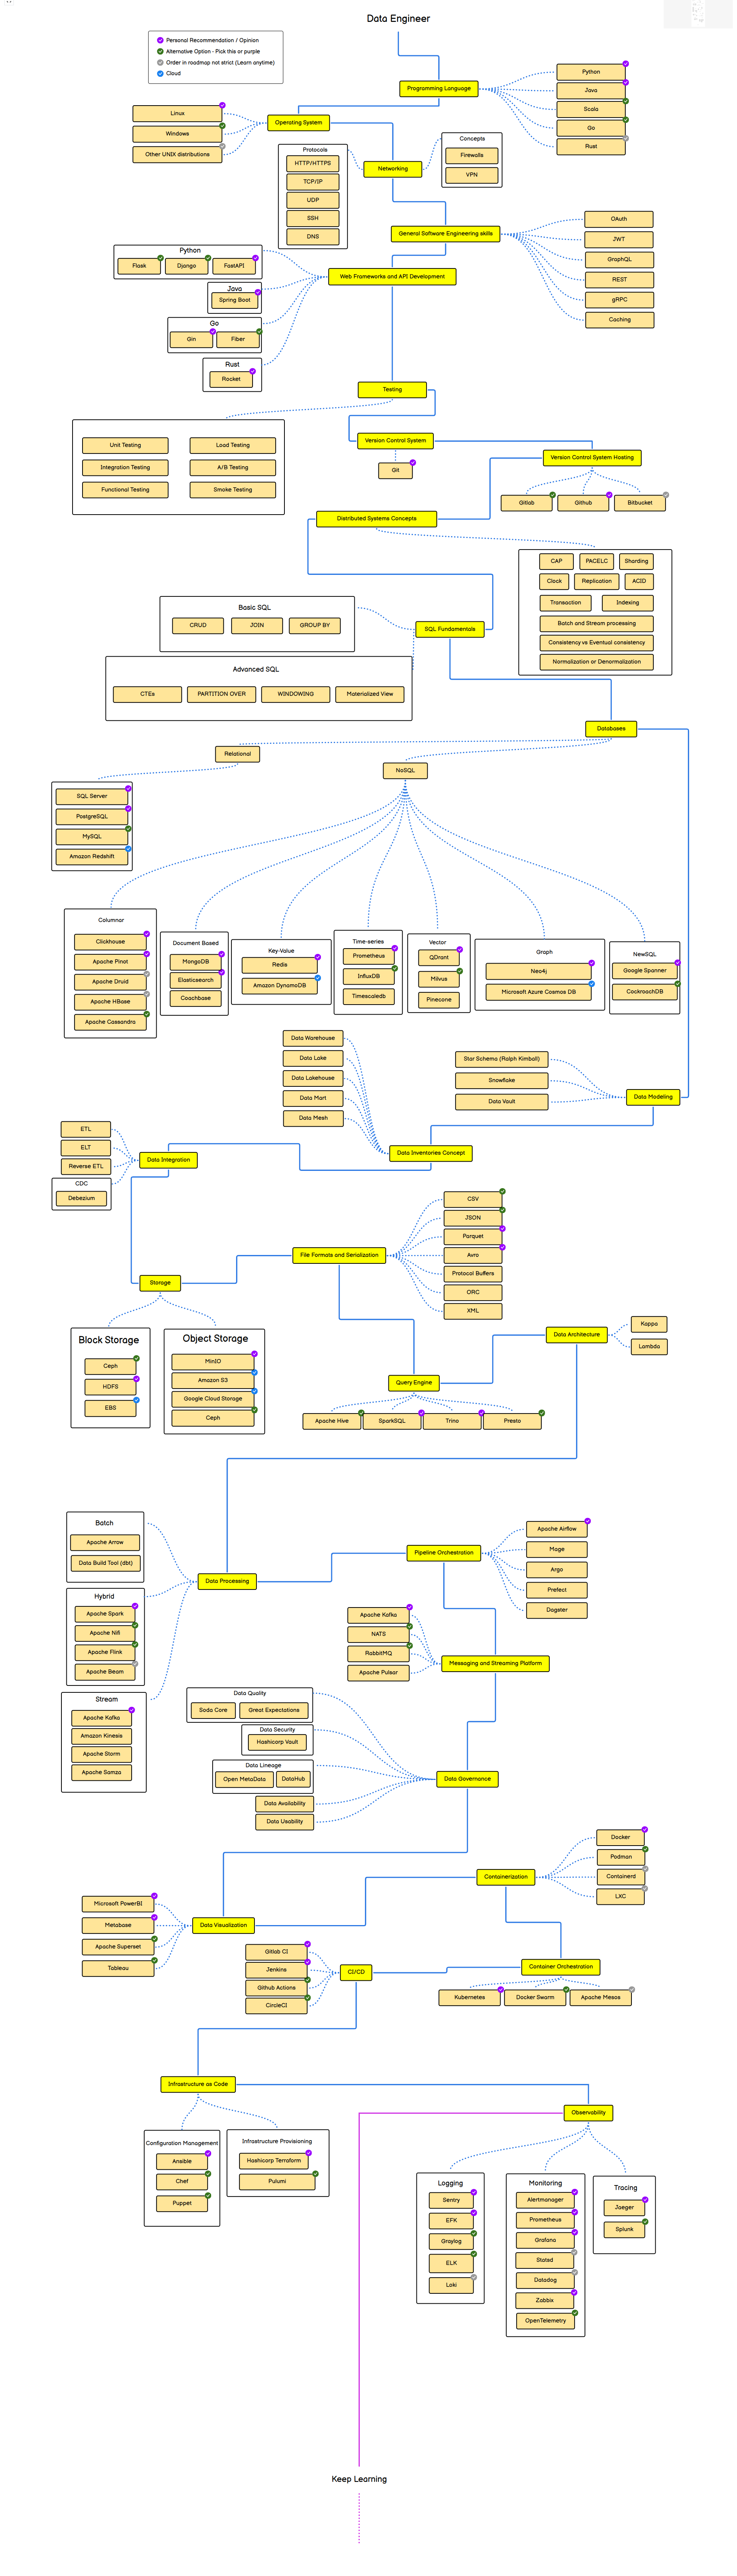 Data Engineer
Personal Recommendation / Opinion
Alternative Option - Pick this or purple
Order in roadmap not strict (Learn anytime)
Cloud
Programming Language
Python
Java
Scala
Go
Rust
Operating System
Linux
Windows
Other UNIX distributions
Networking
Protocols
HTTP/HTTPS
TCP/IP
UDP
SSH
DNS
Concepts
Firewalls
VPN
General Software Engineering skills
OAuth
JWT
GraphQL
REST
gRPC
Caching
Web Frameworks and API Development
Python
Flask
Django
FastAPI
Java
Spring Boot
Go
Gin
Fiber
Rust
Rocket
Testing
Unit Testing
Load Testing
Integration Testing
A/B Testing
Functional Testing
Smoke Testing
Version Control System
Git
Version Control System Hosting
Gitlab
Github
Bitbucket
Distributed Systems Concepts
CAP
PACELC
Sharding
Clock
Replication
ACID
Transaction
Indexing
Batch and Stream processing
Consistency vs Eventual consistency
Normalization or Denormalization
SQL Fundamentals
Basic SQL
CRUD
JOIN
GROUP BY
Advanced SQL
CTEs
PARTITION OVER
WINDOWING
Materialized View
Databases
Relational
SQL Server
PostgreSQL
MySQL
Amazon Redshift
NoSQL
Columnar
Clickhouse
Apache Pinot
Apache Druid
Apache HBase
Apache Cassandra
Document Based
MongoDB
Elasticsearch
Coachbase
Key-Value
Redis
Amazon DynamoDB
Time-series
Prometheus
InfluxDB
Timescaledb
Vector
QDrant
Milvus
Pinecone
Graph
Neo4j
Microsoft Azure Cosmos DB
NewSQL
Google Spanner
CockroachDB
Data Modeling
Star Schema (Ralph Kimball)
Snowflake
Data Vault
Data Inventories Concept
Data Warehouse
Data Lake
Data Lakehouse
Data Mart
Data Mesh
Data Integration
ETL
ELT
Reverse ETL
CDC
Debezium
Storage
Block Storage
Ceph
HDFS
EBS
Object Storage
MinIO
Amazon S3
Google Cloud Storage
Ceph
File Formats and Serialization
CSV
JSON
Parquet
Avro
Protocol Buffers
ORC
XML
Query Engine
Apache Hive
SparkSQL
Trino
Presto
Data Architecture
Kappa
Lambda
Data Processing
Batch
Apache Arrow
Data Build Tool (dbt)
Hybrid
Apache Spark
Apache Nifi
Apache Flink
Apache Beam
Stream
Apache Kafka
Amazon Kinesis
Apache Storm
Apache Samza
Pipeline Orchestration
Apache Airflow
Mage
Argo
Prefect
Dagster
Messaging and Streaming Platform
Apache Kafka
NATS
RabbitMQ
Apache Pulsar
Data Governance
Data Quality
Soda Core
Great Expectations
Data Security
Hashicorp Vault
Data Lineage
Open MetaData
DataHub
Data Availability
Data Usability
Data Visualization
Microsoft PowerBI
Metabase
Apache Superset
Tableau
Containerization
Docker
Podman
Containerd
LXC
Container Orchestration
Kubernetes
Docker Swarm
Apache Mesos
CI/CD
Gitlab CI
Jenkins
Github Actions
CircleCI
Infrastructure as Code
Configuration Management
Ansible
Chef
Puppet
Infrastructure Provisioning
Hashicorp Terraform
Pulumi
Observability
Logging
Sentry
EFK
Graylog
ELK
Loki
Monitoring
Alertmanager
Prometheus
Grafana
Statsd
Datadog
Zabbix
OpenTelemetry
Tracing
Jaeger
Splunk
Keep Learning